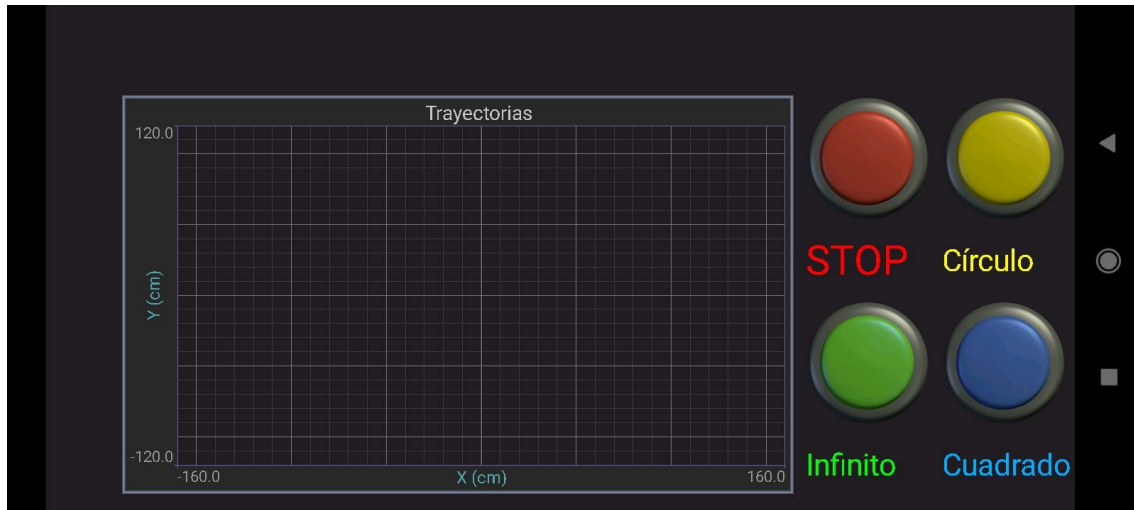 Trayectorias
120.0
Y (cm)
-120.0
-160.0
X (cm)
160.0
STOP
Círculo
Infinito
Cuadrado